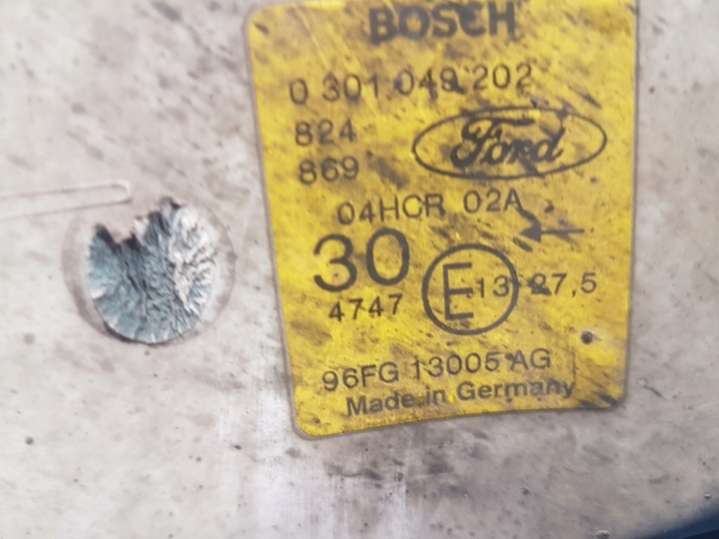 BOSCH
0 301 049 202
824
869
Ford
04HCR 02A
30
4747
E
13 27,5
96FG 13005 AG
Made in Germany